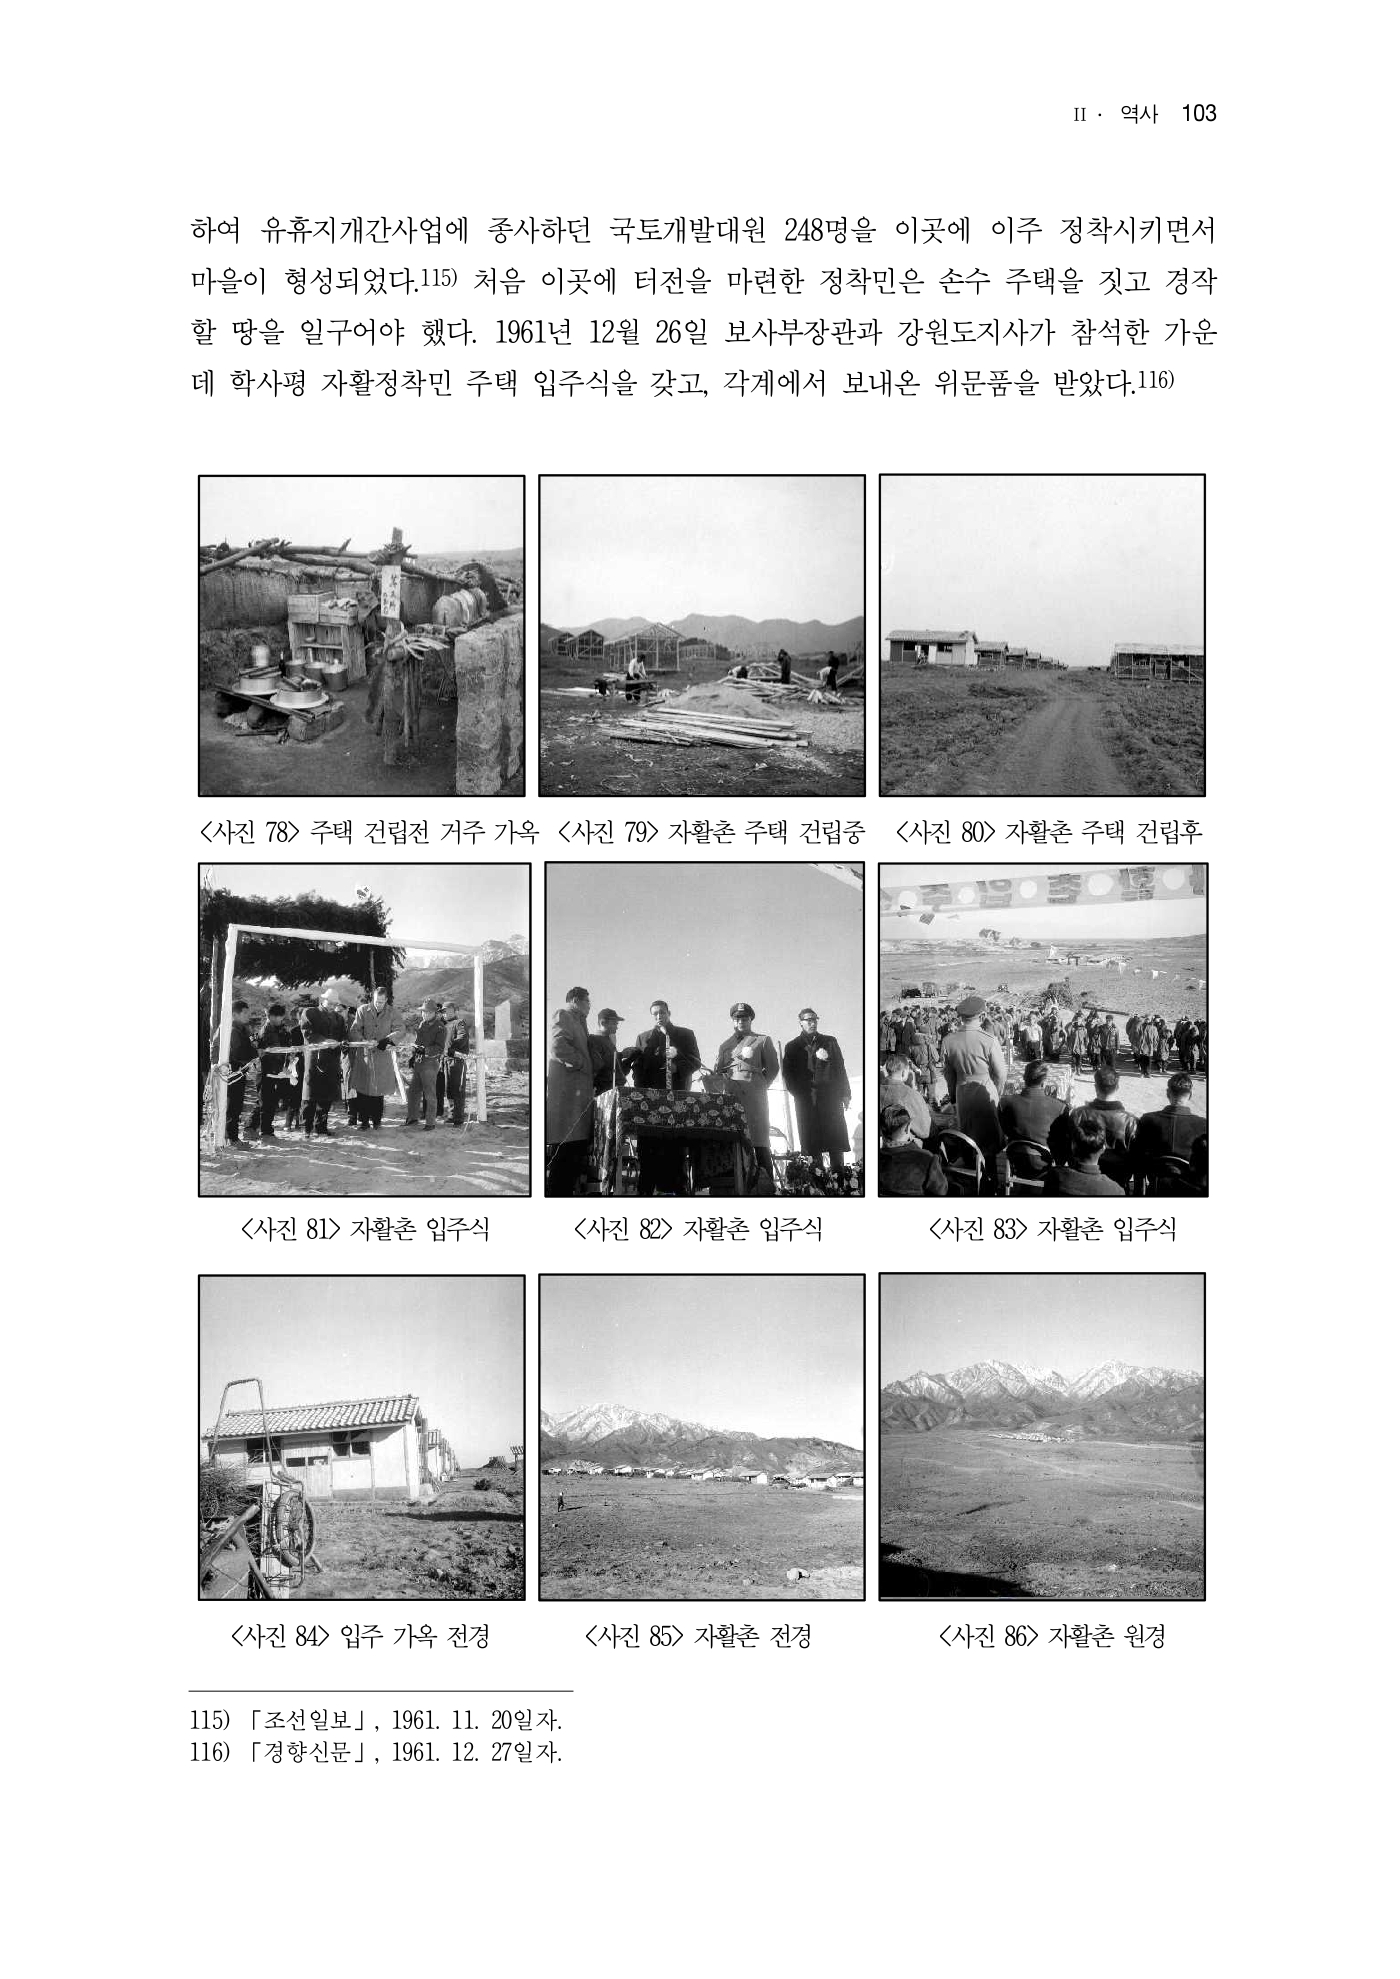 II · 역사 103
하여 유휴지개간사업에 종사하던 국토개발대원 248명을 이곳에 이주 정착시키면서
마을이 형성되었다.115) 처음 이곳에 터전을 마련한 정착민은 손수 주택을 짓고 경작
할 땅을 일구어야 했다. 1961년 12월 26일 보사부장관과 강원도지사가 참석한 가운
데 학사평 자활정착민 주택 입주식을 갖고, 각계에서 보내온 위문품을 받았다.116)
<사진 78> 주택 건립전 거주 가옥 <사진 79> 자활촌 주택 건립중 <사진 80> 자활촌 주택 건립후
<사진 81> 자활촌 입주식 <사진 82> 자활촌 입주식 <사진 83> 자활촌 입주식
<사진 84> 입주 가옥 전경 <사진 85> 자활촌 전경 <사진 86> 자활촌 원경
115) 「조선일보」, 1961. 11. 20일자.
116) 「경향신문」, 1961. 12. 27일자.